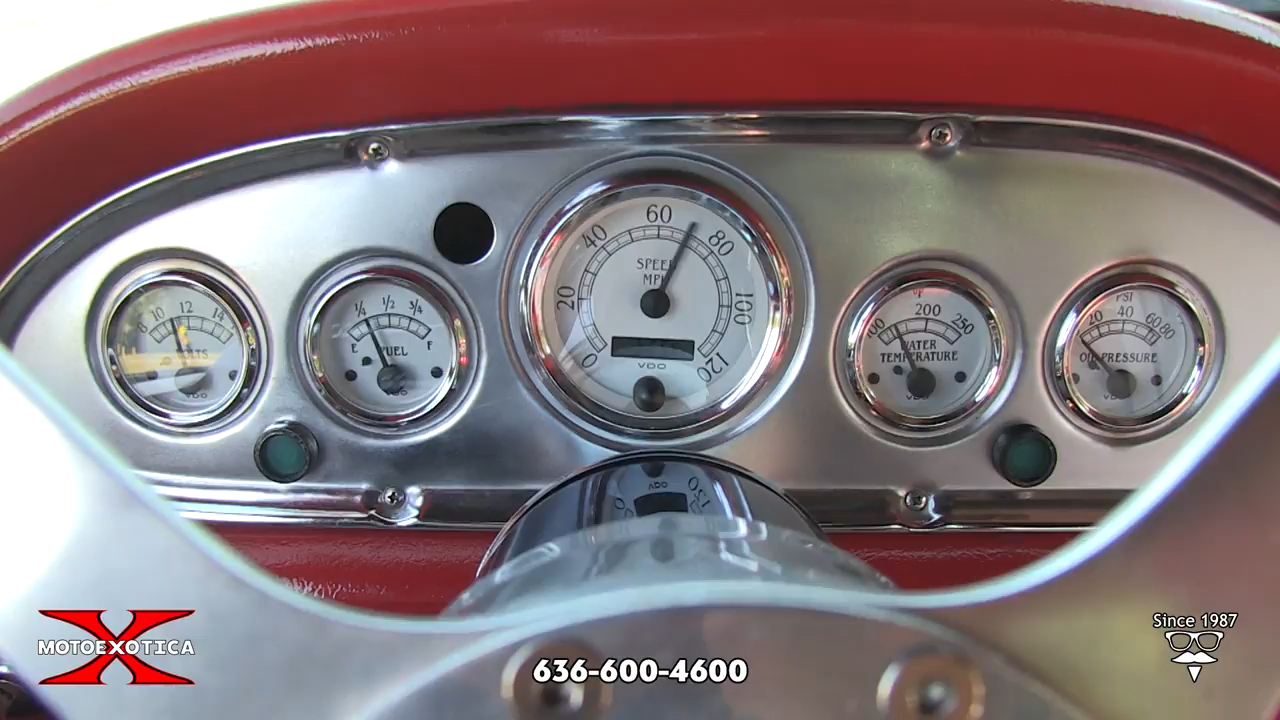 8 10 12 14
VOLTS
VDO
1/4 1/2 3/4
E FUEL F
0 20 40 60 80 100 120
SPEED
MPH
VDO
°F
100 200 250
WATER
TEMPERATURE
PSI
20 40 60 80
OIL PRESSURE
VDO
MOTOEXOTICA
636-600-4600
Since 1987